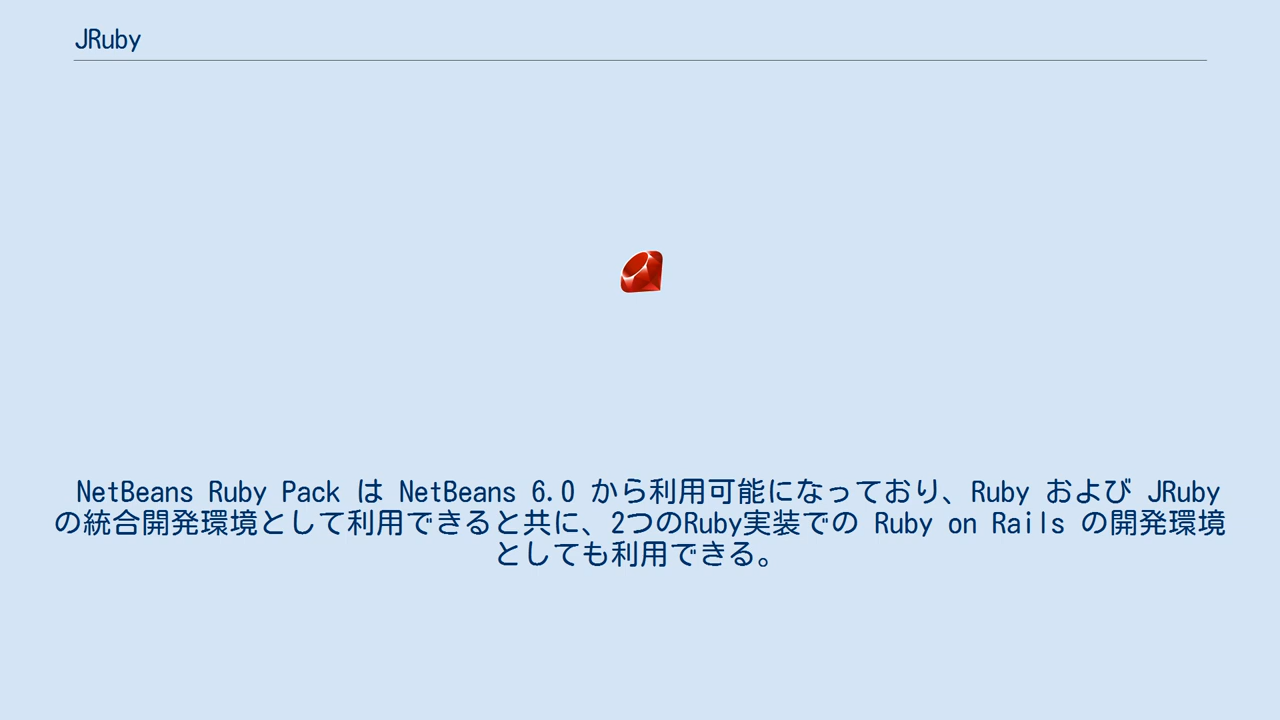 JRuby
NetBeans Ruby Pack は NetBeans 6.0 から利用可能になっており、Ruby および JRuby
の統合開発環境として利用できると共に、2つのRuby実装での Ruby on Rails の開発環境
としても利用できる。